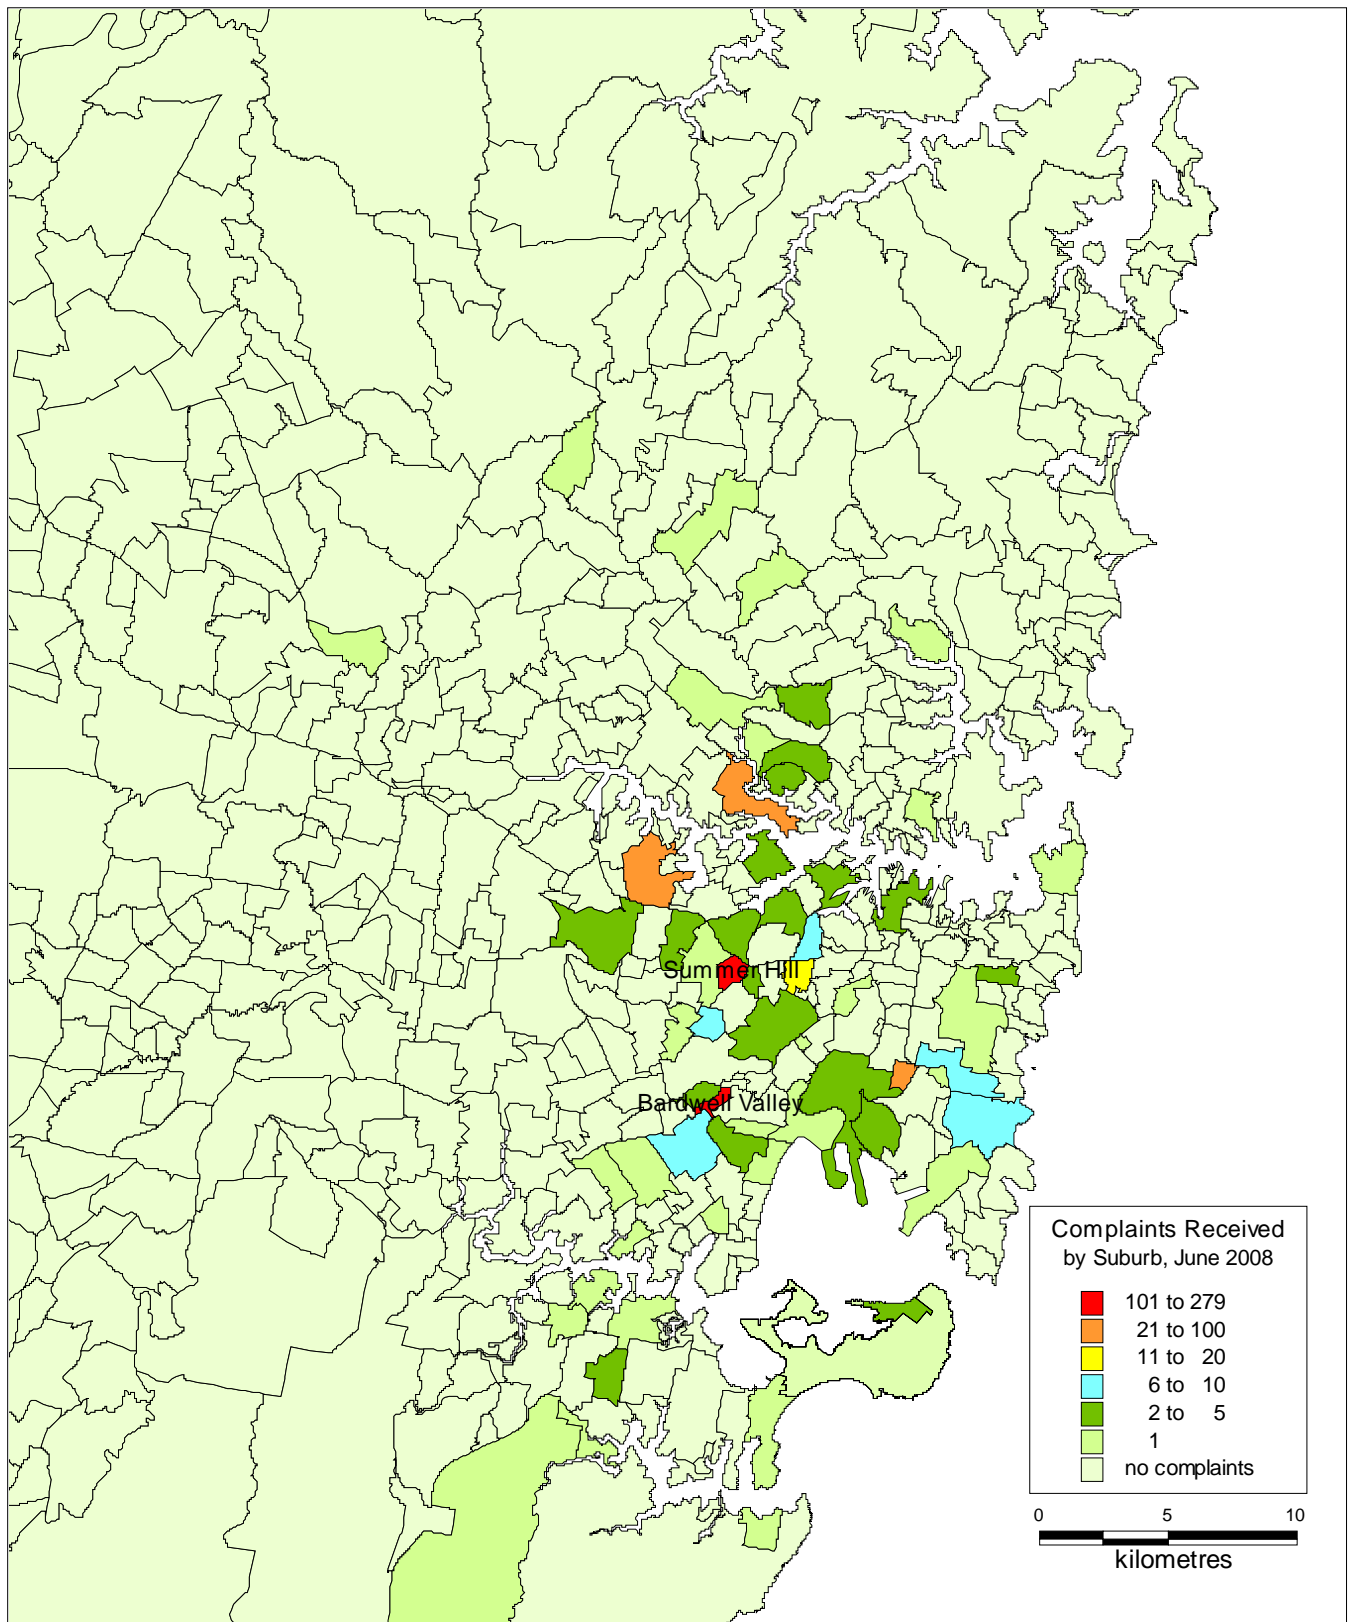 Summer Hill
Bardwell Valley
Complaints Received
by Suburb, June 2008
101 to 279
21 to 100
11 to 20
6 to 10
2 to 5
1
no complaints
0 5 10
kilometres